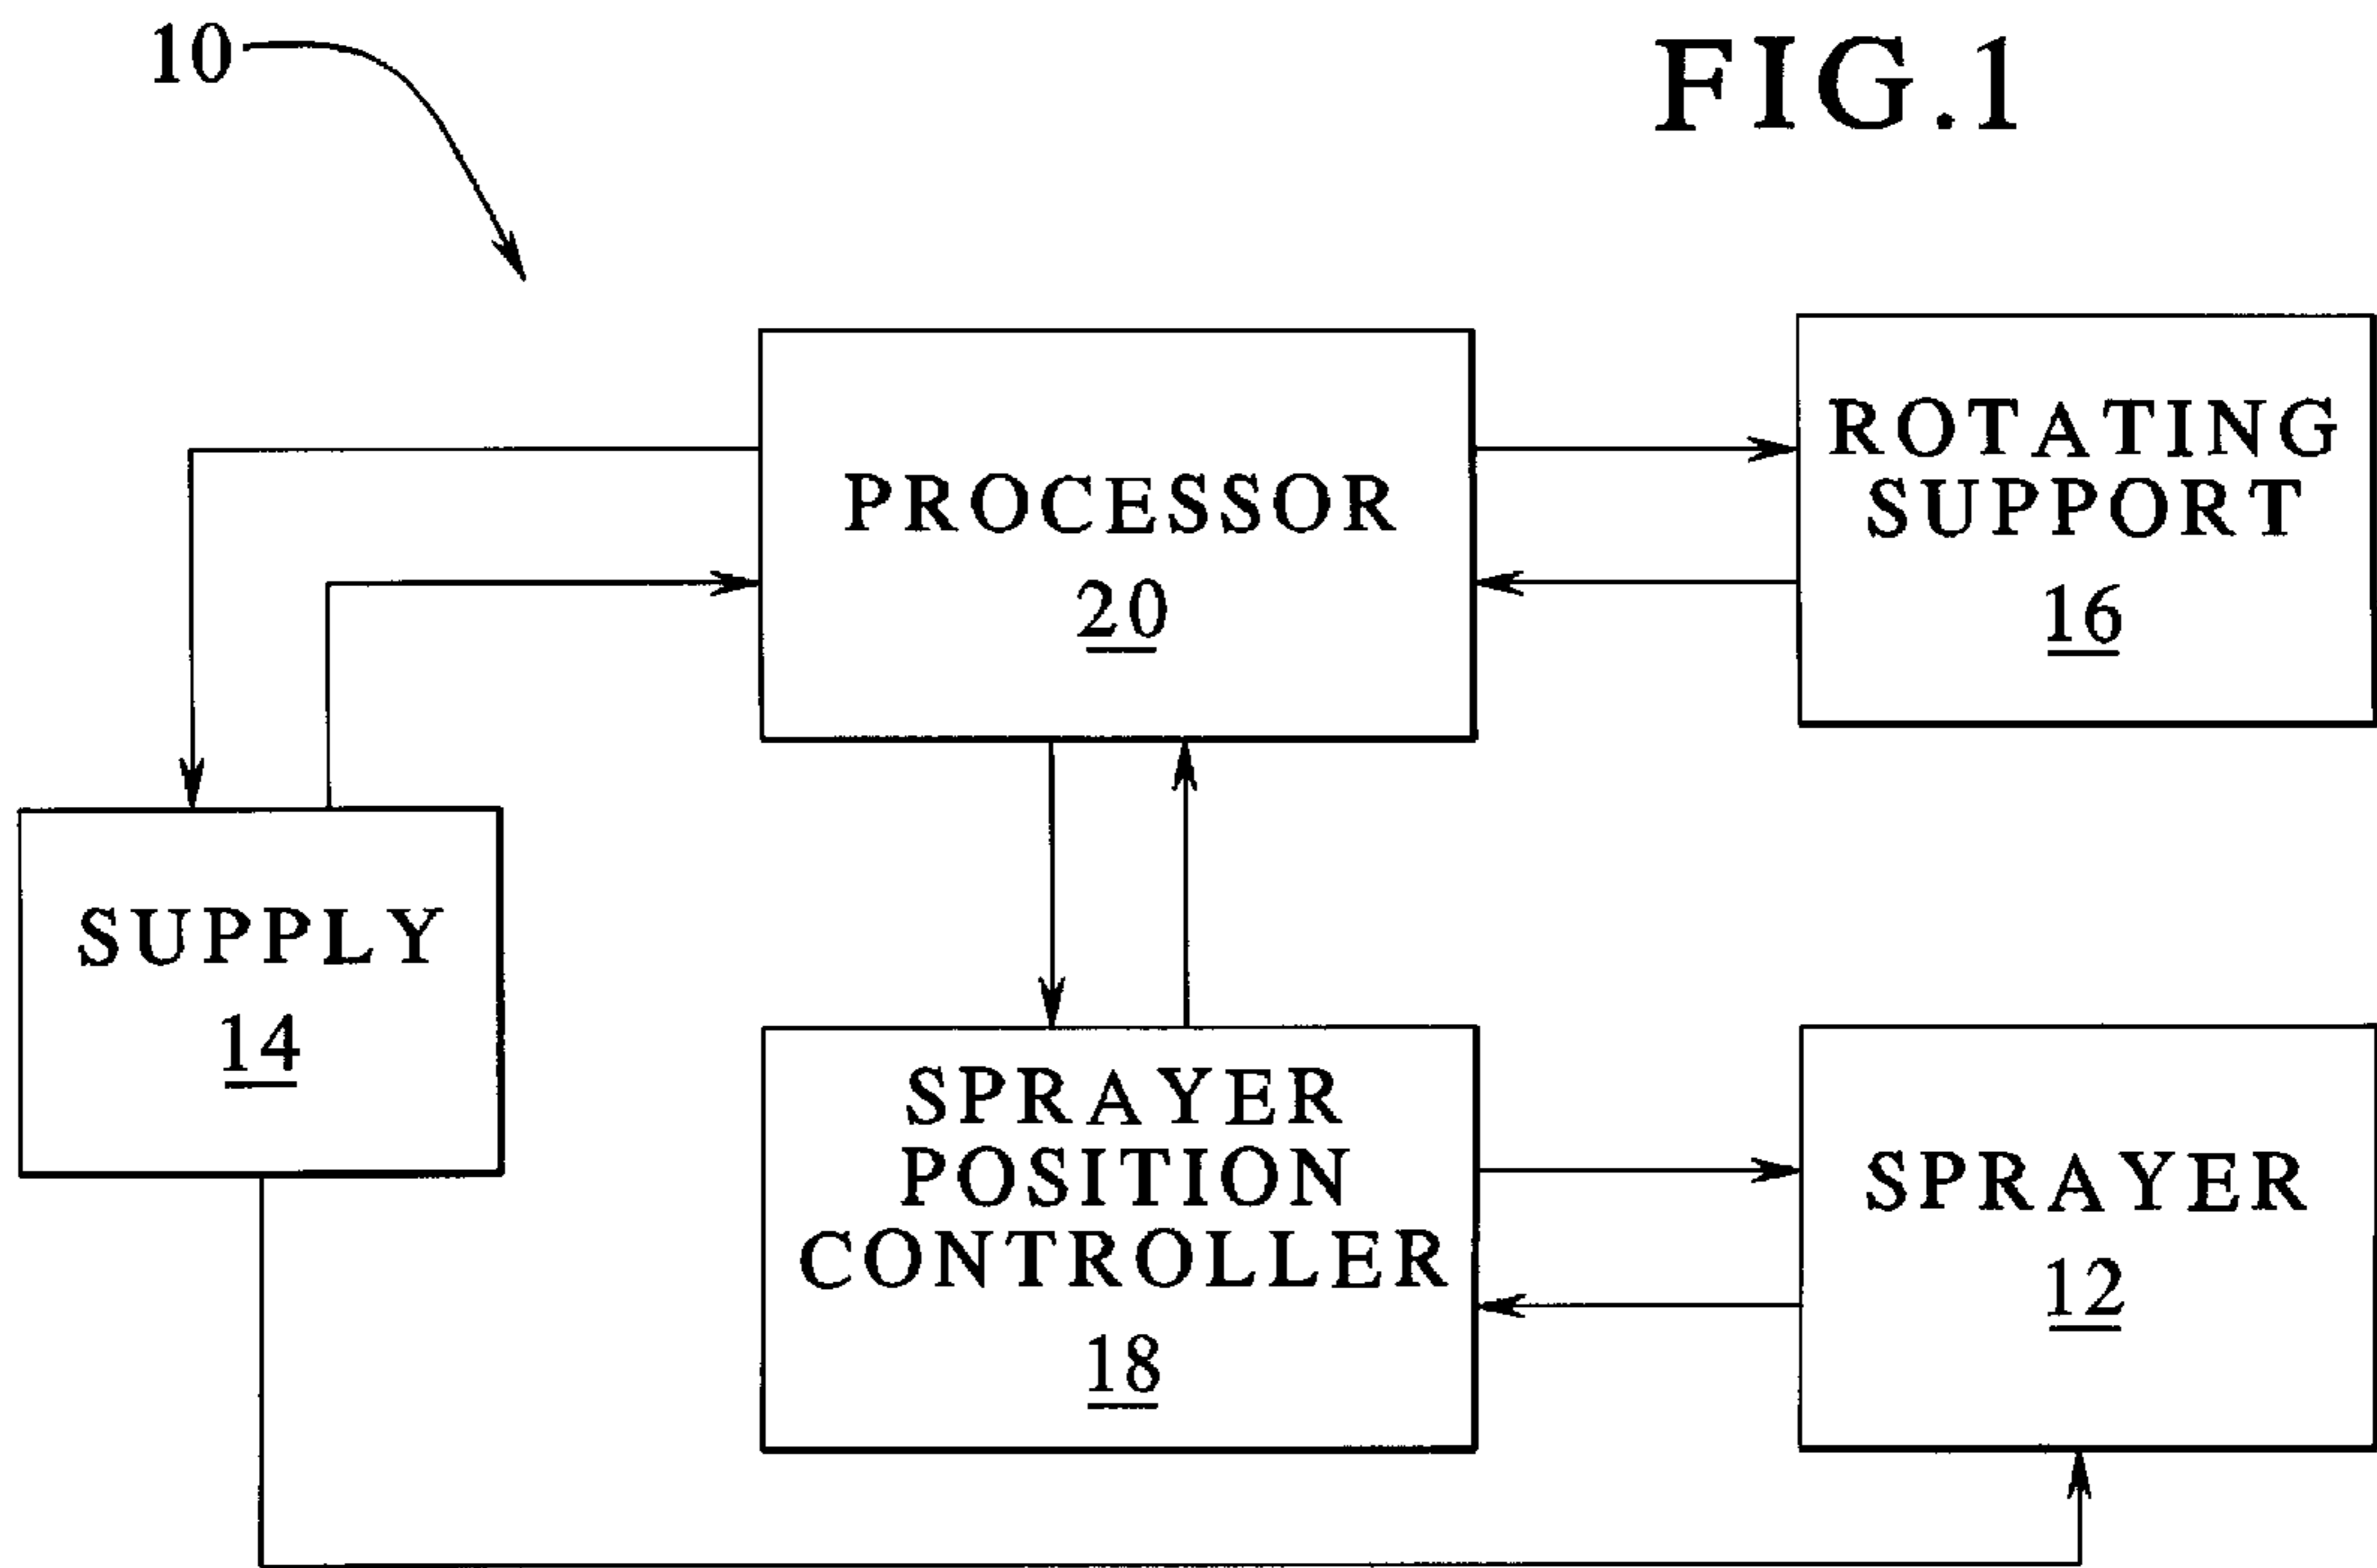 10
FIG.1
PROCESSOR
20
ROTATING
SUPPORT
16
SUPPLY
14
SPRAYER
POSITION
CONTROLLER
18
SPRAYER
12